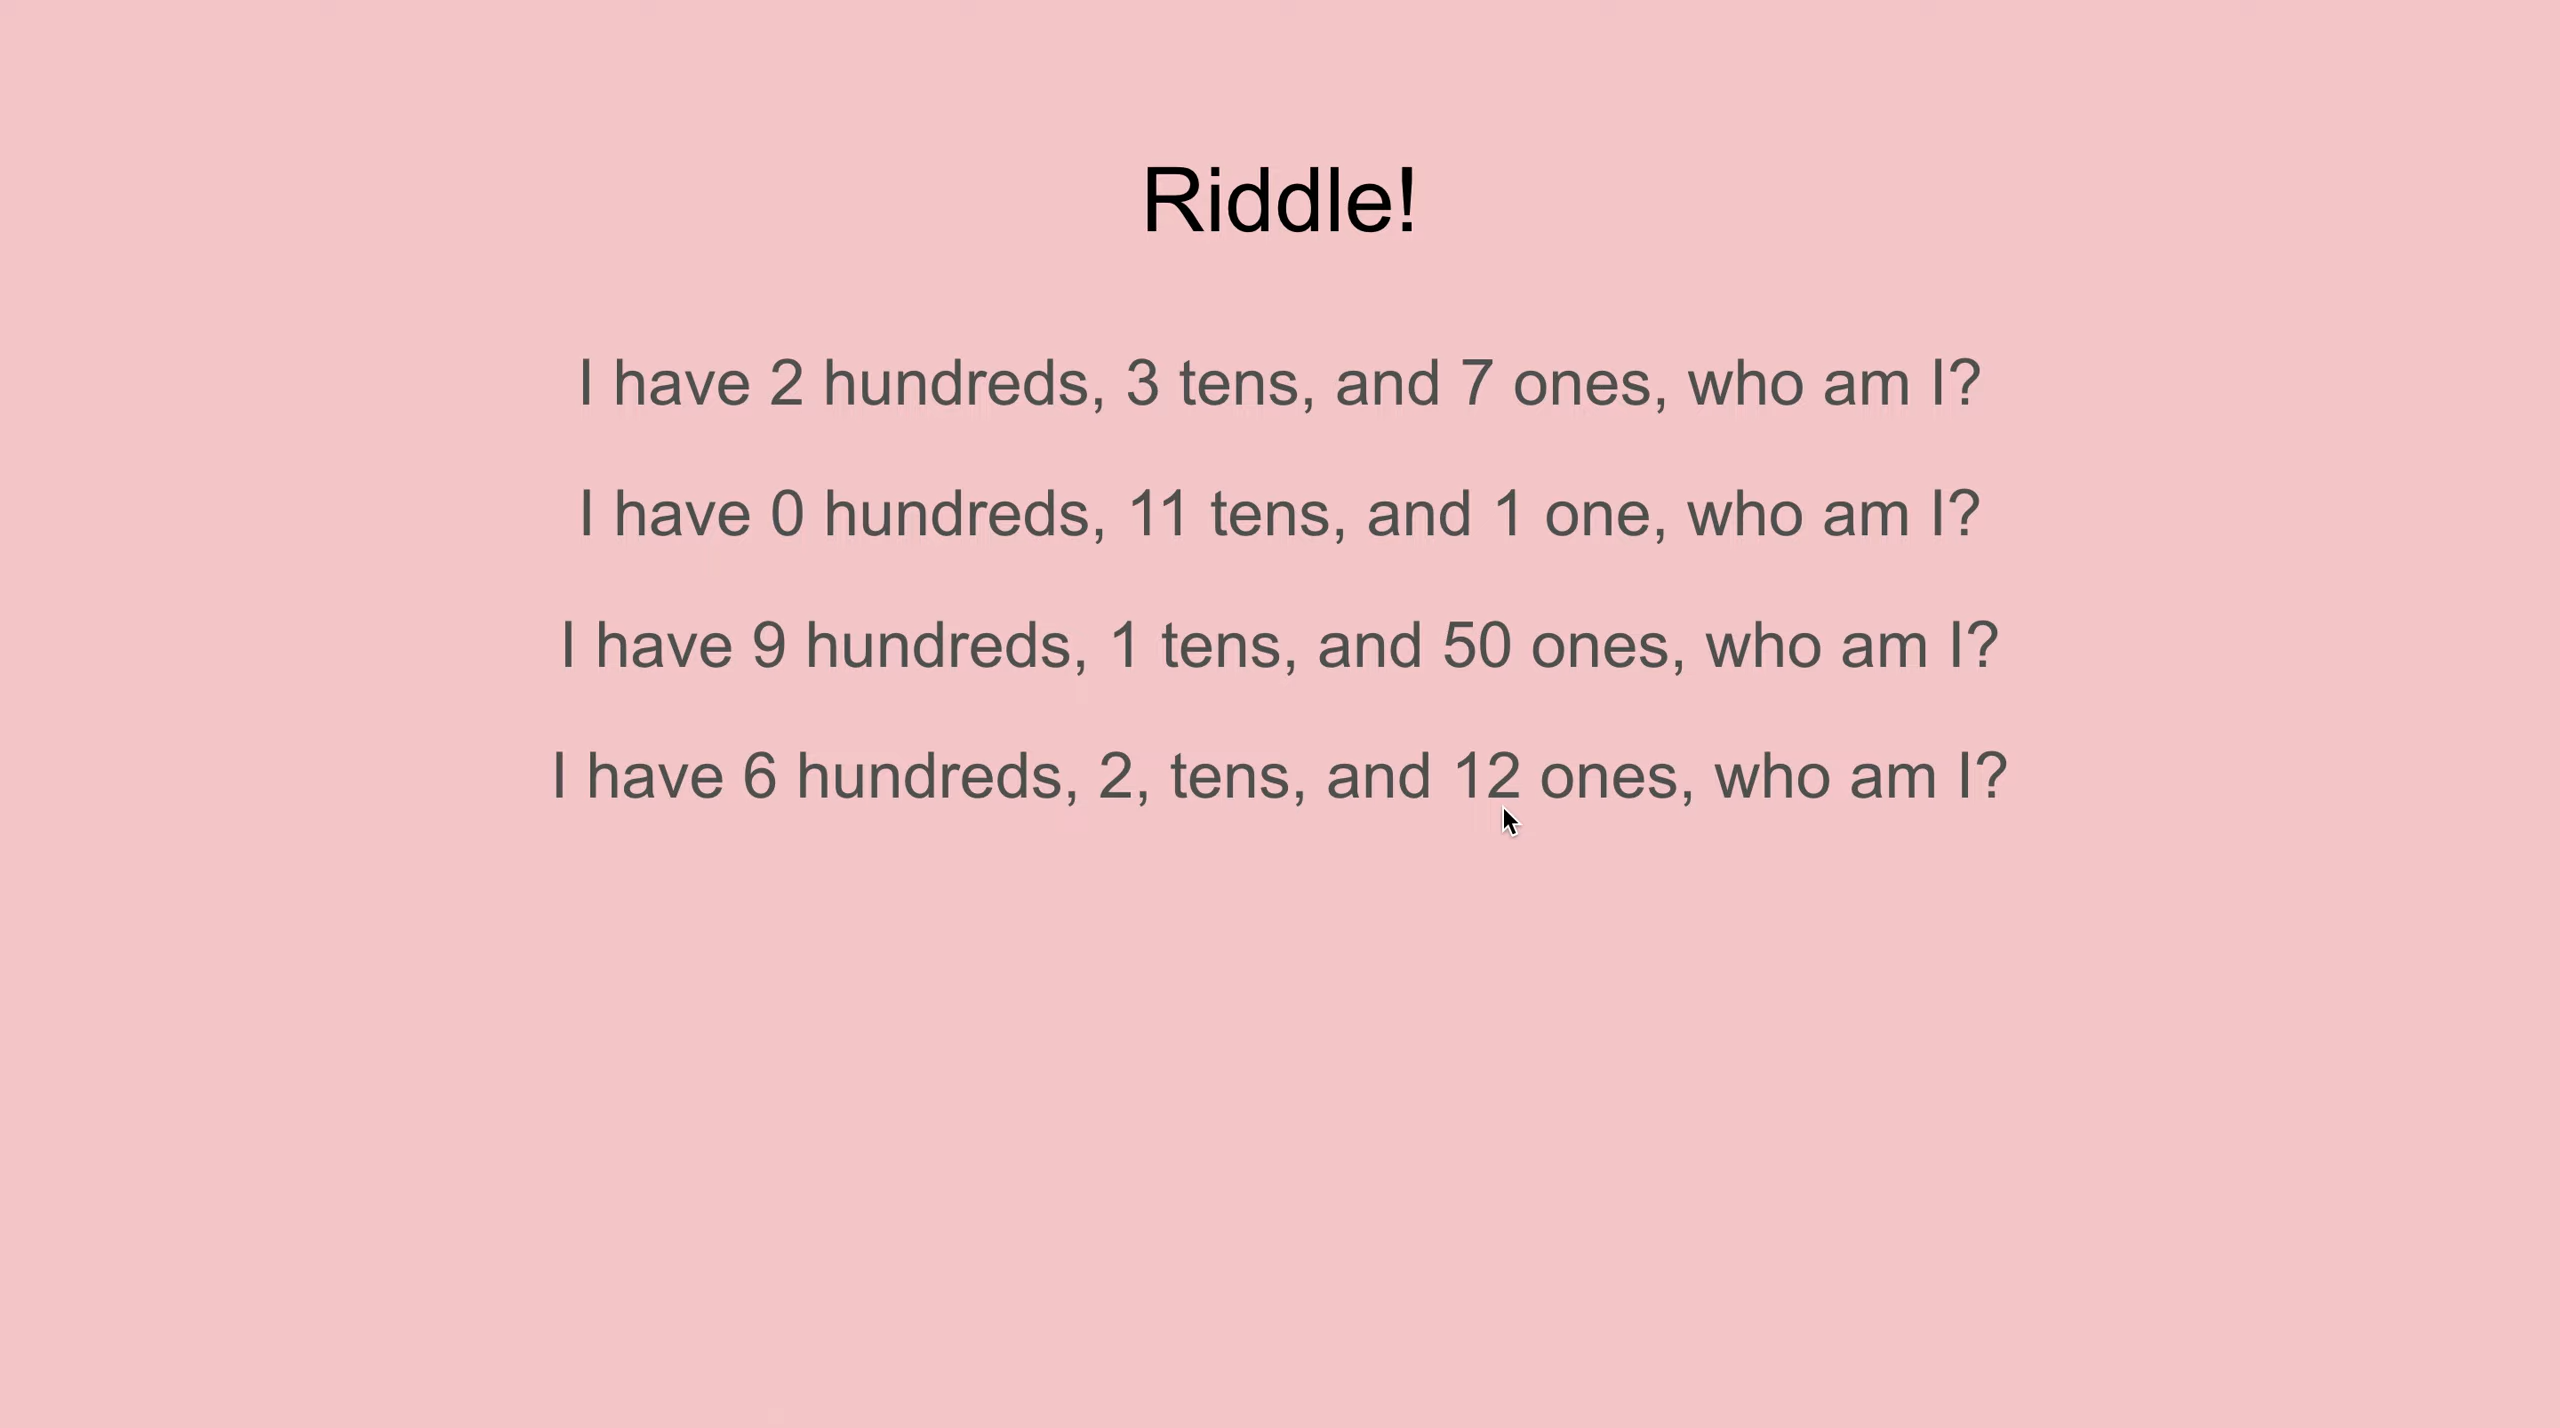 Riddle!
I have 2 hundreds, 3 tens, and 7 ones, who am I?
I have 0 hundreds, 11 tens, and 1 one, who am I?
I have 9 hundreds, 1 tens, and 50 ones, who am I?
I have 6 hundreds, 2, tens, and 12 ones, who am I?